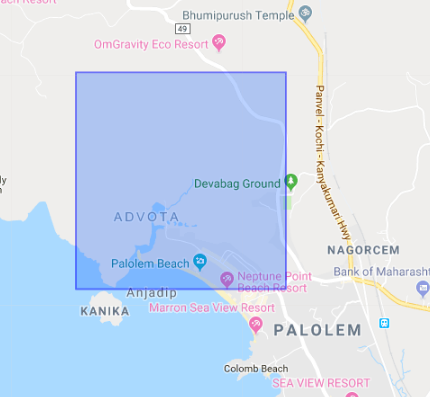 each Resort
Bhumipurush Temple
49
OmGravity Eco Resort
Panvel - Kochi - Kanyakumari Hwy
Devabag Ground
ADVOTA
NAGORCEM
Palolem Beach
Bank of Maharasht
Neptune Point
Beach Resort
Anjadip
KANIKA
Marron Sea View Resort
PALOLEM
Colomb Beach
SEA VIEW RESORT